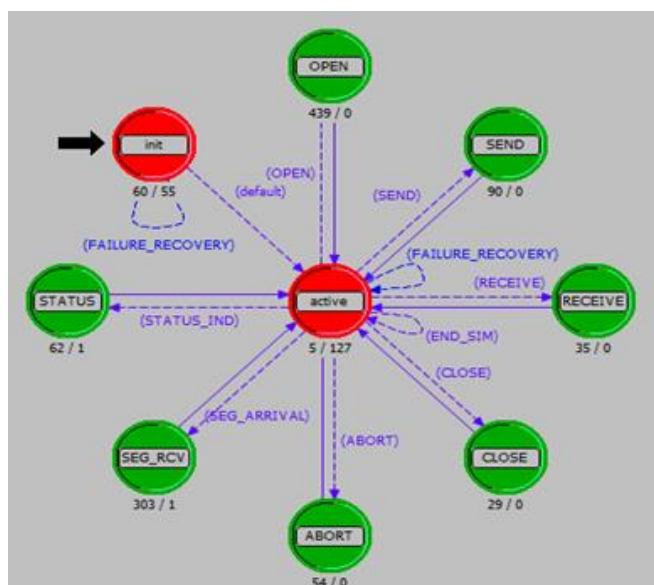 OPEN
439 / 0
init
60 / 55
SEND
90 / 0
(OPEN)
(default)
(SEND)
(FAILURE_RECOVERY)
(FAILURE_RECOVERY)
(RECEIVE)
STATUS
active
RECEIVE
(STATUS_IND)
(END_SIM)
62 / 1
5 / 127
35 / 0
(CLOSE)
(SEG_ARRIVAL)
(ABORT)
SEG_RCV
CLOSE
303 / 1
29 / 0
ABORT
54 / 0